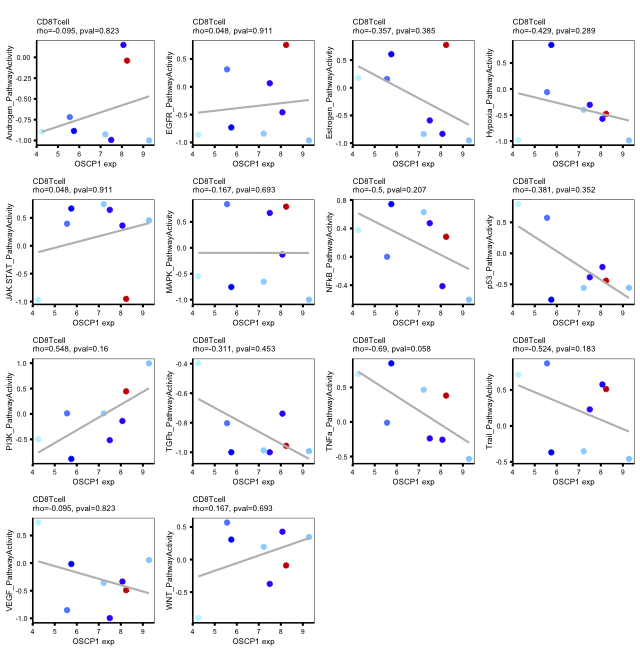 CD8Tcell
rho=-0.095, pval=0.823
Androgen_PathwayActivity
0.00
-0.25
-0.50
-0.75
-1.00
4 5 6 7 8 9
OSCP1 exp
CD8Tcell
rho=0.048, pval=0.911
EGFR_PathwayActivity
0.5
0.0
-0.5
-1.0
4 5 6 7 8 9
OSCP1 exp
CD8Tcell
rho=-0.357, pval=0.385
Estrogen_PathwayActivity
0.5
0.0
-0.5
-1.0
4 5 6 7 8 9
OSCP1 exp
CD8Tcell
rho=-0.429, pval=0.289
Hypoxia_PathwayActivity
0.5
0.0
-0.5
-1.0
4 5 6 7 8 9
OSCP1 exp
CD8Tcell
rho=0.048, pval=0.911
JAK.STAT_PathwayActivity
0.5
0.0
-0.5
-1.0
4 5 6 7 8 9
OSCP1 exp
CD8Tcell
rho=-0.167, pval=0.693
MAPK_PathwayActivity
0.5
0.0
-0.5
-1.0
4 5 6 7 8 9
OSCP1 exp
CD8Tcell
rho=-0.5, pval=0.207
NFkB_PathwayActivity
0.8
0.4
0.0
-0.4
4 5 6 7 8 9
OSCP1 exp
CD8Tcell
rho=-0.381, pval=0.352
p53_PathwayActivity
0.5
0.0
-0.5
4 5 6 7 8 9
OSCP1 exp
CD8Tcell
rho=0.548, pval=0.16
PI3K_PathwayActivity
1.0
0.5
0.0
-0.5
4 5 6 7 8 9
OSCP1 exp
CD8Tcell
rho=-0.311, pval=0.453
TGFb_PathwayActivity
-0.4
-0.6
-0.8
-1.0
4 5 6 7 8 9
OSCP1 exp
CD8Tcell
rho=-0.69, pval=0.058
TNFa_PathwayActivity
0.5
0.0
-0.5
4 5 6 7 8 9
OSCP1 exp
CD8Tcell
rho=-0.524, pval=0.183
Trail_PathwayActivity
0.5
0.0
-0.5
4 5 6 7 8 9
OSCP1 exp
CD8Tcell
rho=-0.095, pval=0.823
VEGF_PathwayActivity
0.5
0.0
-0.5
-1.0
4 5 6 7 8 9
OSCP1 exp
CD8Tcell
rho=0.167, pval=0.693
WNT_PathwayActivity
0.5
0.0
-0.5
4 5 6 7 8 9
OSCP1 exp